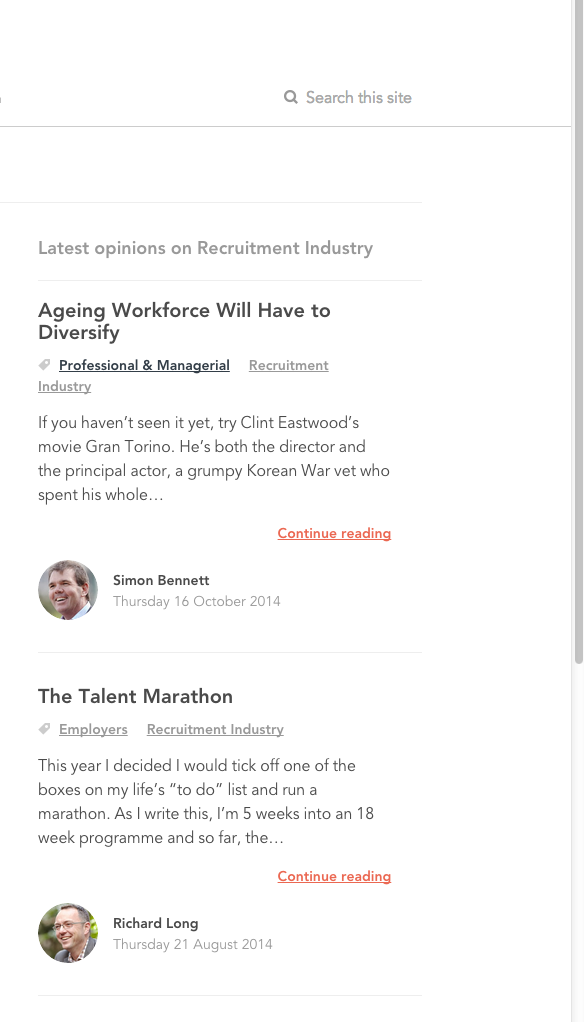 Search this site
Latest opinions on Recruitment Industry
Ageing Workforce Will Have to
Diversify
Professional & Managerial Recruitment
Industry
If you haven’t seen it yet, try Clint Eastwood’s
movie Gran Torino. He’s both the director and
the principal actor, a grumpy Korean War vet who
spent his whole…
Continue reading
Simon Bennett
Thursday 16 October 2014
The Talent Marathon
Employers Recruitment Industry
This year I decided I would tick off one of the
boxes on my life’s “to do” list and run a
marathon. As I write this, I’m 5 weeks into an 18
week programme and so far, the…
Continue reading
Richard Long
Thursday 21 August 2014